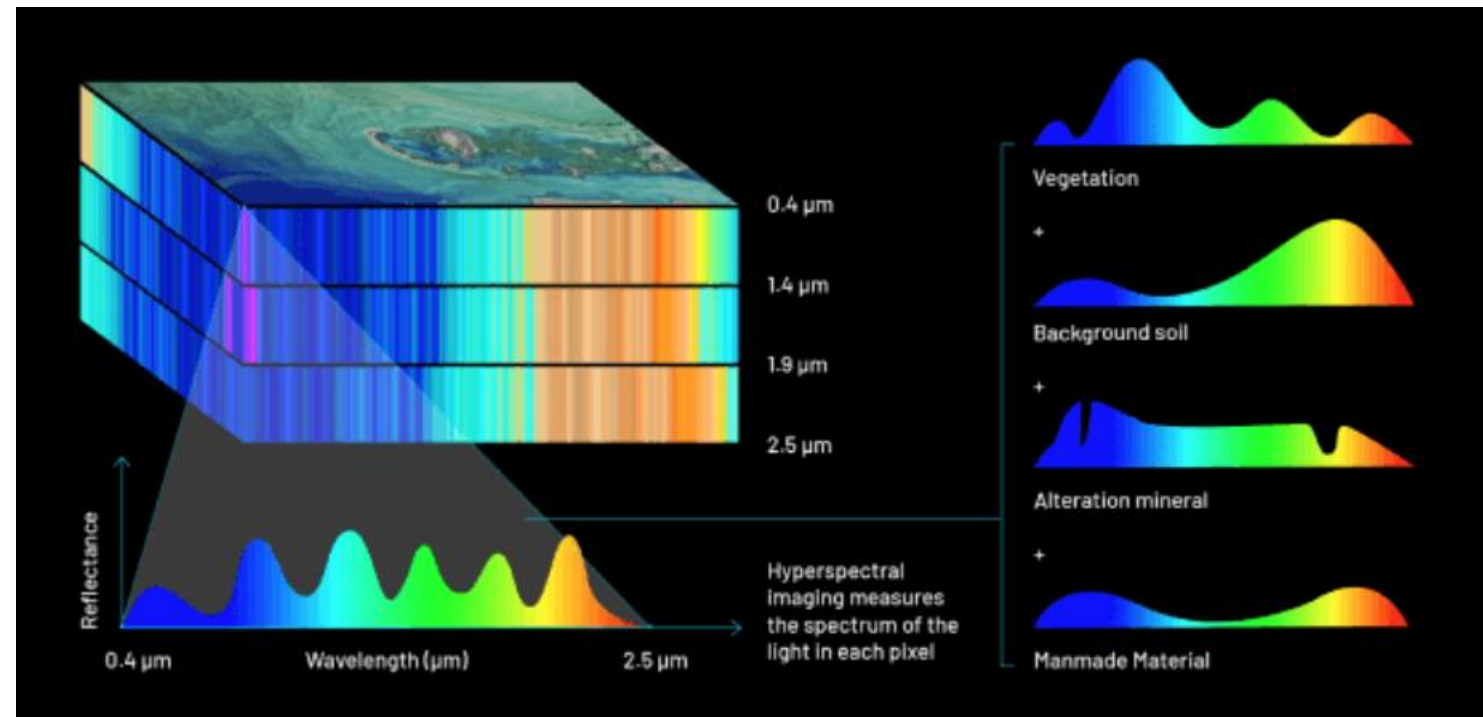 0.4 µm
1.4 µm
1.9 µm
2.5 µm
Reflectance
0.4 µm
Wavelength (µm)
2.5 µm
Hyperspectral
imaging measures
the spectrum of the
light in each pixel
Vegetation
+
Background soil
+
Alteration mineral
+
Manmade Material